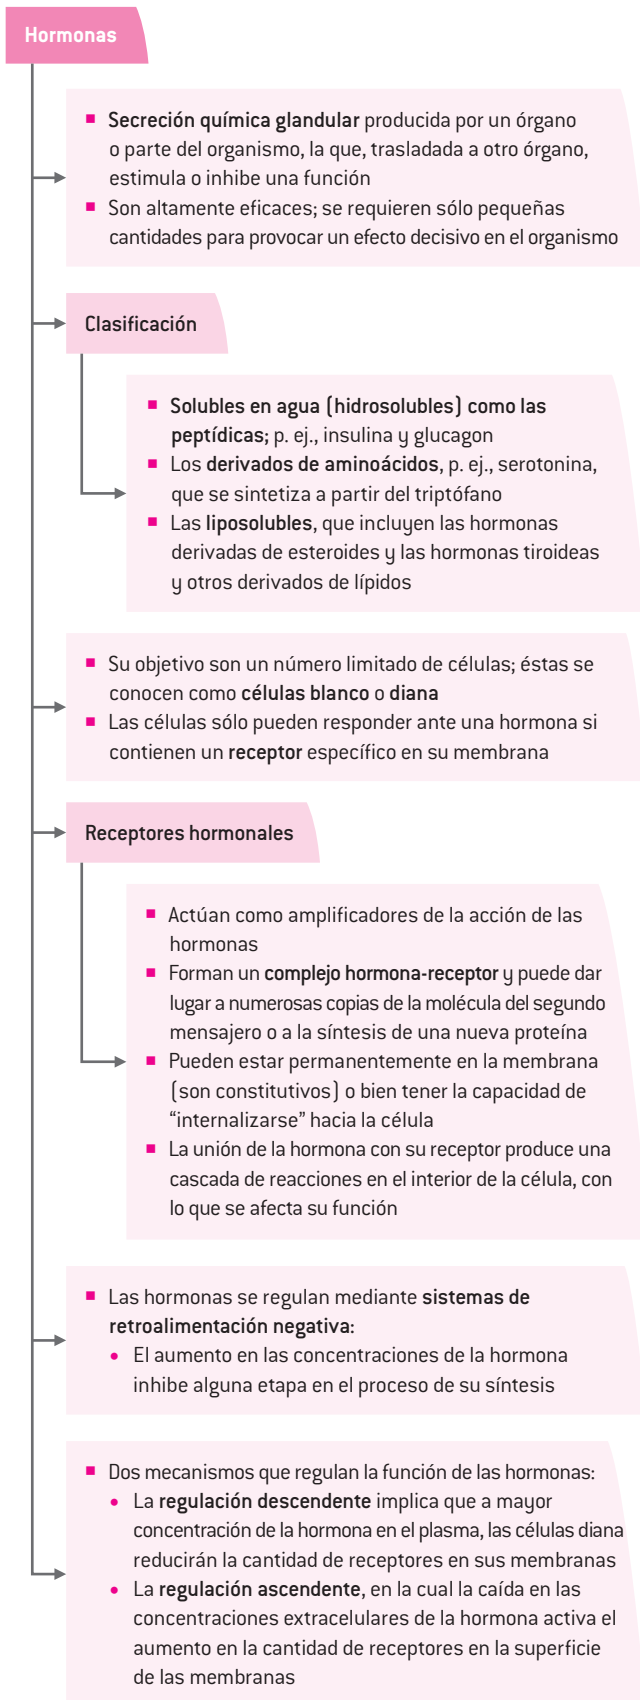 Hormonas
■ Secreción química glandular producida por un órgano
o parte del organismo, la que, trasladada a otro órgano,
estimula o inhibe una función
■ Son altamente eficaces; se requieren sólo pequeñas
cantidades para provocar un efecto decisivo en el organismo
Clasificación
■ Solubles en agua (hidrosolubles) como las
peptídicas; p. ej., insulina y glucagon
■ Los derivados de aminoácidos, p. ej., serotonina,
que se sintetiza a partir del triptófano
■ Las liposolubles, que incluyen las hormonas
derivadas de esteroides y las hormonas tiroideas
y otros derivados de lípidos
■ Su objetivo son un número limitado de células; éstas se
conocen como células blanco o diana
■ Las células sólo pueden responder ante una hormona si
contienen un receptor específico en su membrana
Receptores hormonales
■ Actúan como amplificadores de la acción de las
hormonas
■ Forman un complejo hormona-receptor y puede dar
lugar a numerosas copias de la molécula del segundo
mensajero o a la síntesis de una nueva proteína
■ Pueden estar permanentemente en la membrana
(son constitutivos) o bien tener la capacidad de
“internalizarse” hacia la célula
■ La unión de la hormona con su receptor produce una
cascada de reacciones en el interior de la célula, con
lo que se afecta su función
■ Las hormonas se regulan mediante sistemas de
retroalimentación negativa:
• El aumento en las concentraciones de la hormona
inhibe alguna etapa en el proceso de su síntesis
■ Dos mecanismos que regulan la función de las hormonas:
• La regulación descendente implica que a mayor
concentración de la hormona en el plasma, las células diana
reducirán la cantidad de receptores en sus membranas
• La regulación ascendente, en la cual la caída en las
concentraciones extracelulares de la hormona activa el
aumento en la cantidad de receptores en la superficie
de las membranas